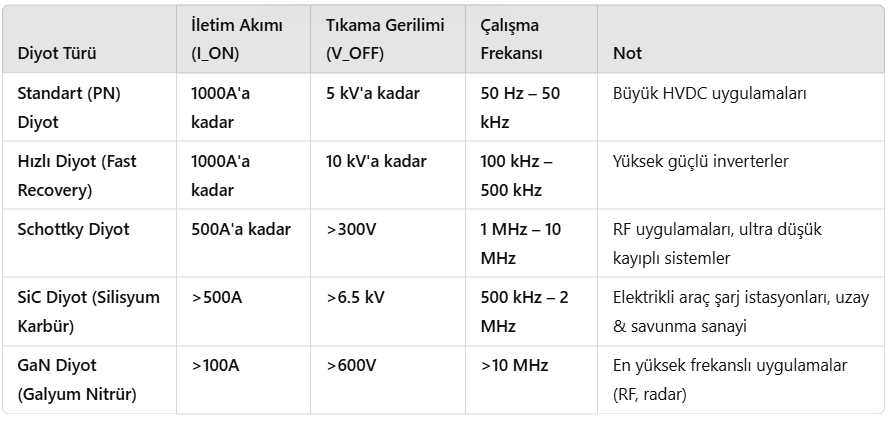 Diyot Türü
İletim Akımı
(I_ON)
Tıkama Gerilimi
(V_OFF)
Çalışma
Frekansı
Not
Standart (PN)
Diyot
1000A'a
kadar
5 kV'a kadar
50 Hz – 50
kHz
Büyük HVDC uygulamaları
Hızlı Diyot (Fast
Recovery)
1000A'a
kadar
10 kV'a kadar
100 kHz –
500 kHz
Yüksek güçlü inverterler
Schottky Diyot
500A'a kadar
>300V
1 MHz – 10
MHz
RF uygulamaları, ultra düşük
kayıplı sistemler
SiC Diyot (Silisyum
Karbür)
>500A
>6.5 kV
500 kHz – 2
MHz
Elektrikli araç şarj istasyonları, uzay
& savunma sanayi
GaN Diyot
(Galyum Nitrür)
>100A
>600V
>10 MHz
En yüksek frekanslı uygulamalar
(RF, radar)